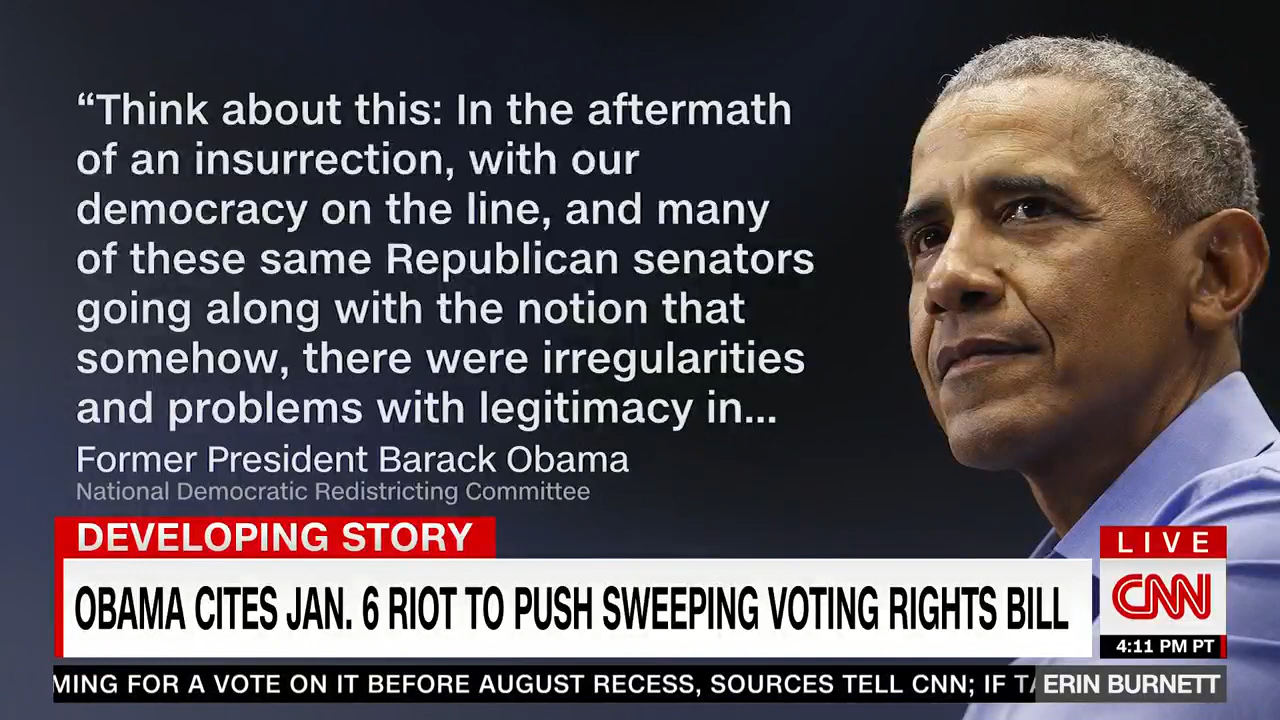 “Think about this: In the aftermath
of an insurrection, with our
democracy on the line, and many
of these same Republican senators
going along with the notion that
somehow, there were irregularities
and problems with legitimacy in...
Former President Barack Obama
National Democratic Redistricting Committee
DEVELOPING STORY
OBAMA CITES JAN. 6 RIOT TO PUSH SWEEPING VOTING RIGHTS BILL
LIVE
CNN
4:11 PM PT
MING FOR A VOTE ON IT BEFORE AUGUST RECESS, SOURCES TELL CNN; IF
ERIN BURNETT